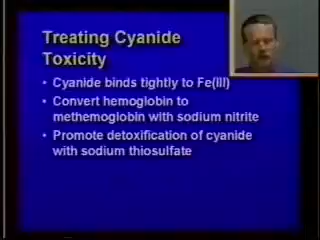 Treating Cyanide
Toxicity
• Cyanide binds tightly to Fe(III)
• Convert hemoglobin to
methemoglobin with sodium nitrite
• Promote detoxification of cyanide
with sodium thiosulfate